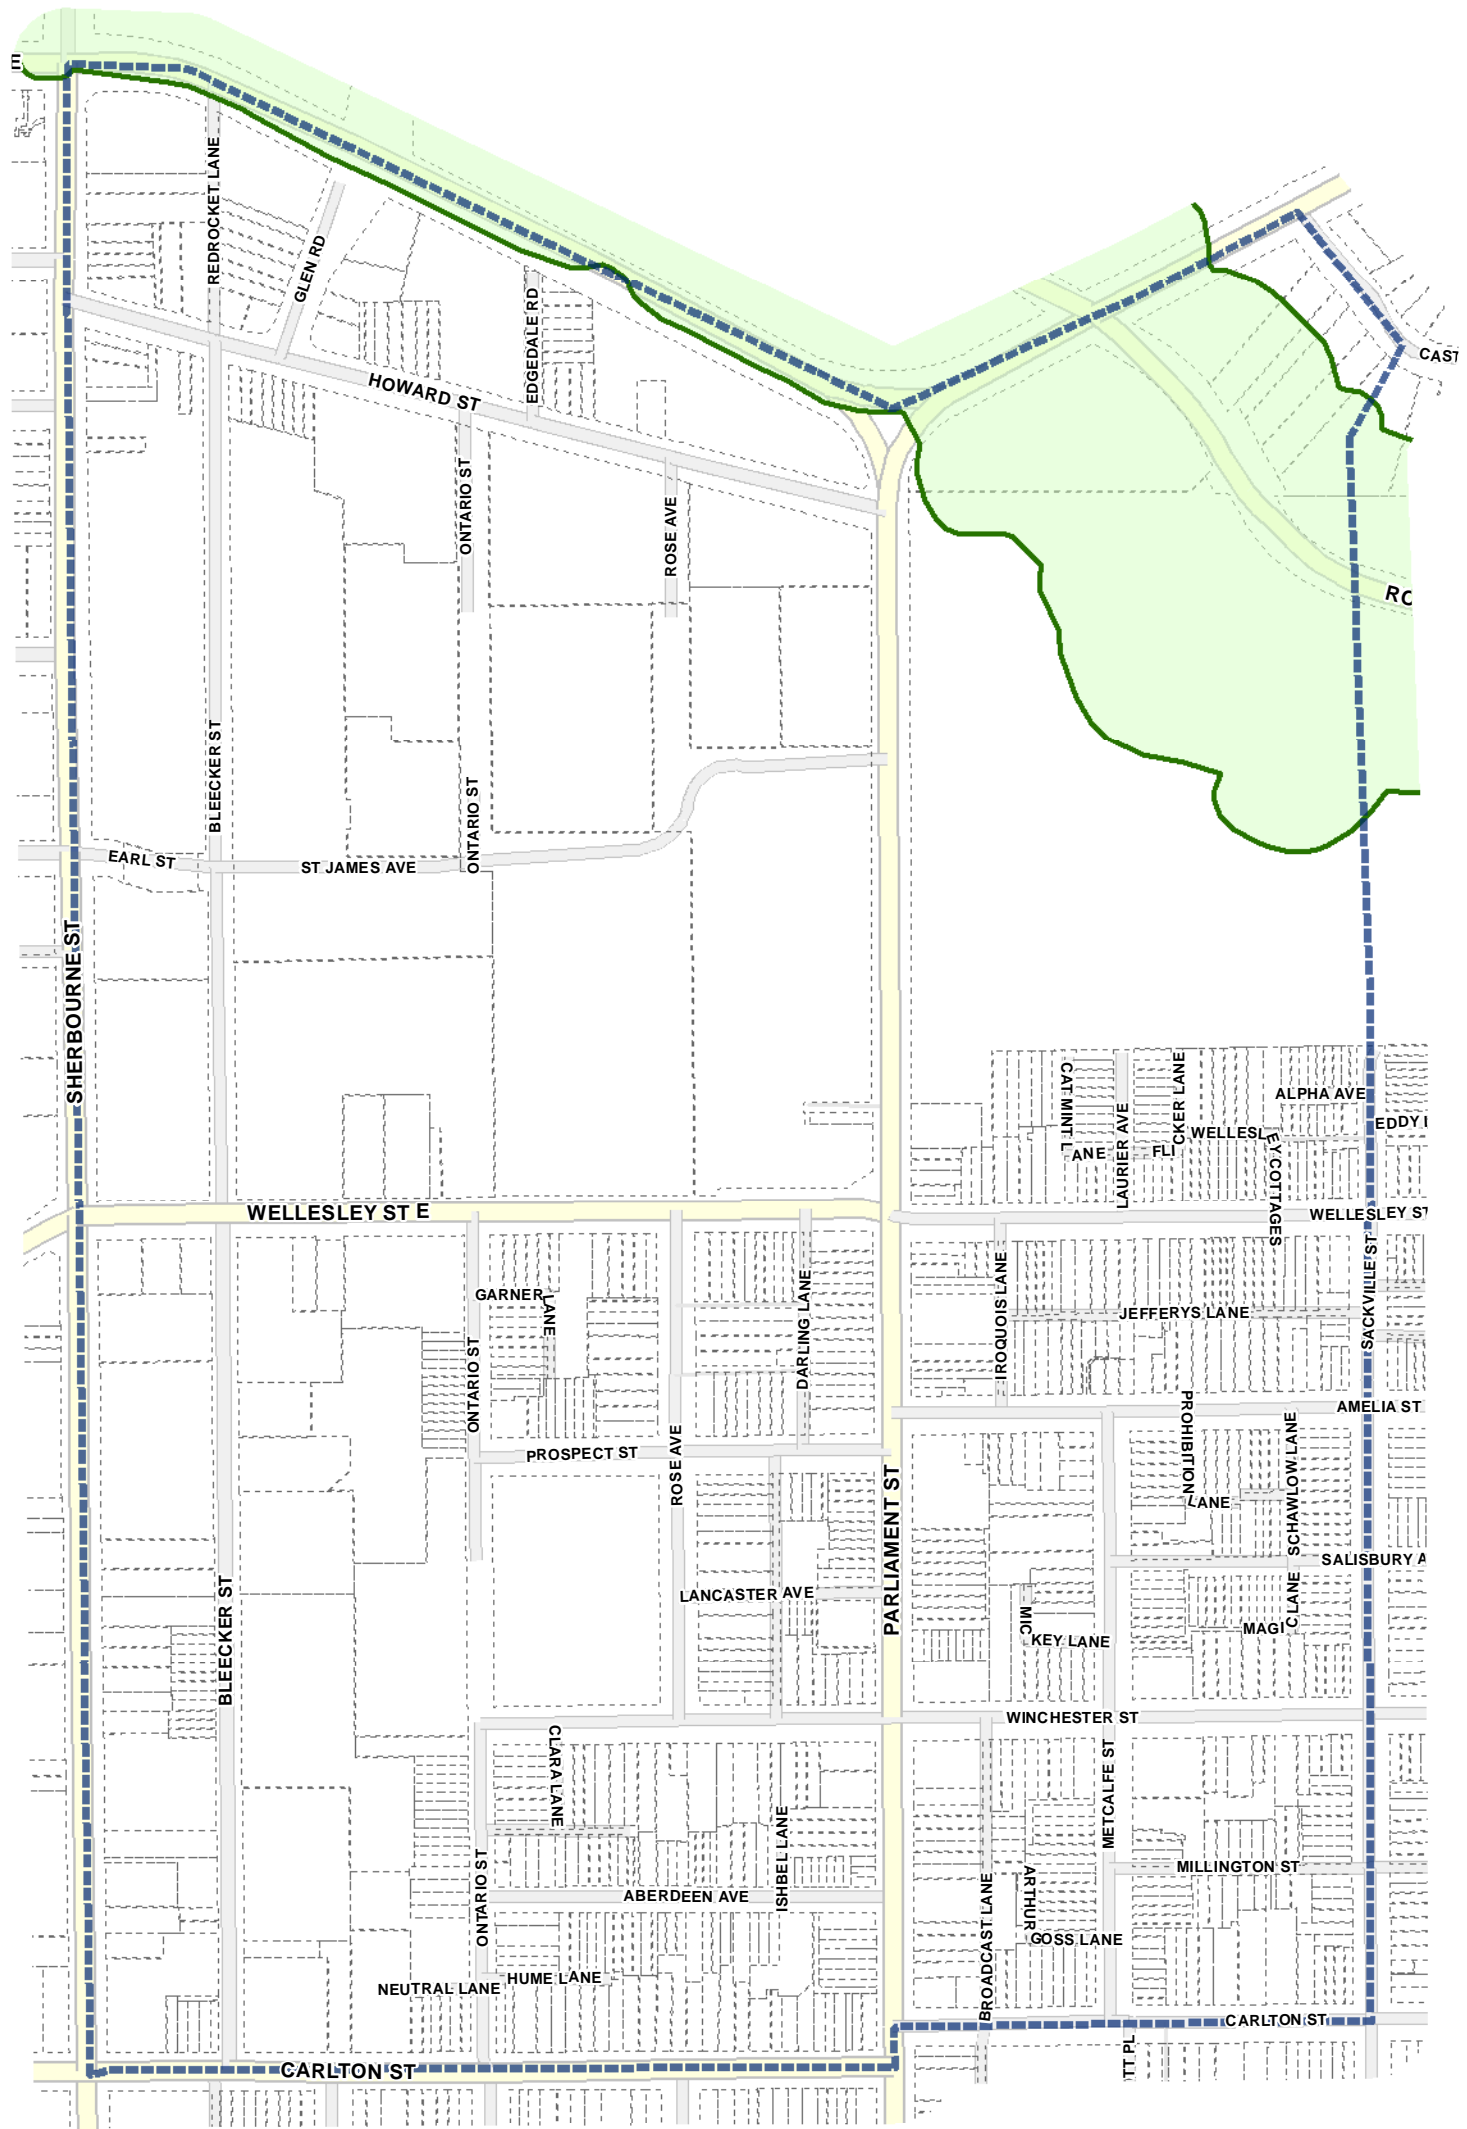 E
REDROCKET LANE
GLEN RD
EDGEDALE RD
CAST
HOWARD ST
ONTARIO ST
ROSE AVE
RO
BLEECKER ST
ONTARIO ST
EARL ST
ST JAMES AVE
SHERBOURNE ST
CAT MINT L
ANE
LAURIER AVE
FLI
CKER LANE
ALPHA AVE
WELLESL
EY COTTAGES
EDDY L
WELLESLEY ST E
WELLESLEY ST
GARNER
LANE
DARLING LANE
IROQUOIS LANE
JEFFERYS LANE
SACKVILLE ST
ONTARIO ST
AMELIA ST
PROSPECT ST
ROSE AVE
PARLIAMENT ST
PROHIBITION
LANE
SCHAWLOW LANE
SALISBURY A
BLEECKER ST
LANCASTER AVE
MIC
KEY LANE
MAGI
C LANE
WINCHESTER ST
CLARA LANE
METCALFE ST
ISHBEL LANE
MILLINGTON ST
ONTARIO ST
ABERDEEN AVE
BROADCAST LANE
ARTHUR
GOSS LANE
NEUTRAL LANE
HUME LANE
CARLTON ST
CARLTON ST
TT PL